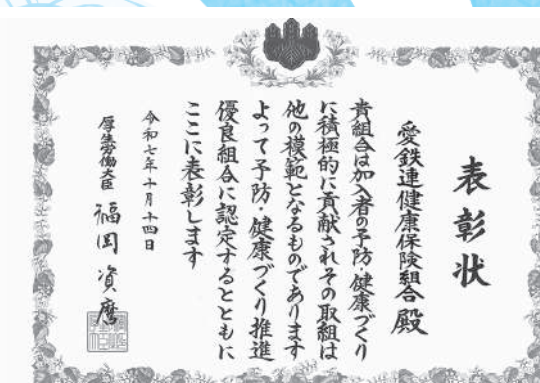 表彰状
愛鉄連健康保険組合殿
貴組合は加入者の予防・健康づくり
に積極的に貢献されその取組は
他の模範となるものであります
よって予防・健康づくり推進
優良組合に認定するとともに
ここに表彰します
令和七年十月十四日
厚生労働大臣 福岡資麿